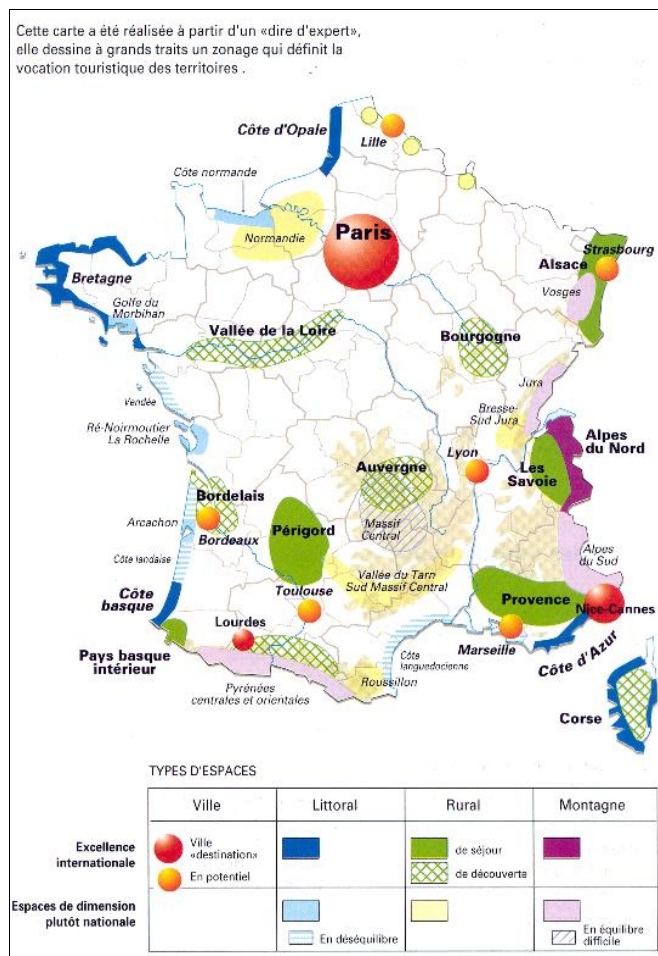 Cette carte a été réalisée à partir d'un «dire d'expert»,
elle dessine à grands traits un zonage qui définit la
vocation touristique des territoires .
Côte d'Opale
Lille
Côte normande
Normandie
Paris
Strasbourg
Alsace
Vosges
Bretagne
Golfe du
Morbihan
Vallée de la Loire
Bourgogne
Vendée
Jura
Bresse-
Sud Jura
Ré-Noirmoutier
La Rochelle
Alpes
du Nord
Lyon
Auvergne
Les
Savoie
Bordelais
Bordeaux
Arcachon
Périgord
Massif
Central
Côte landaise
Alpes
du Sud
Vallée du Tarn
Sud Massif Central
Côte
basque
Toulouse
Provence
Nice-Cannes
Lourdes
Marseille
Côte d'Azur
Pays basque
intérieur
Côte
languedocienne
Roussillon
Pyrénées
centrales et orientales
Corse
TYPES D'ESPACES
Ville
Littoral
Rural
Montagne
Excellence
internationale
Ville
«destination»
En potentiel
de séjour
de découverte
Espaces de dimension
plutôt nationale
En déséquilibre
En équilibre
difficile